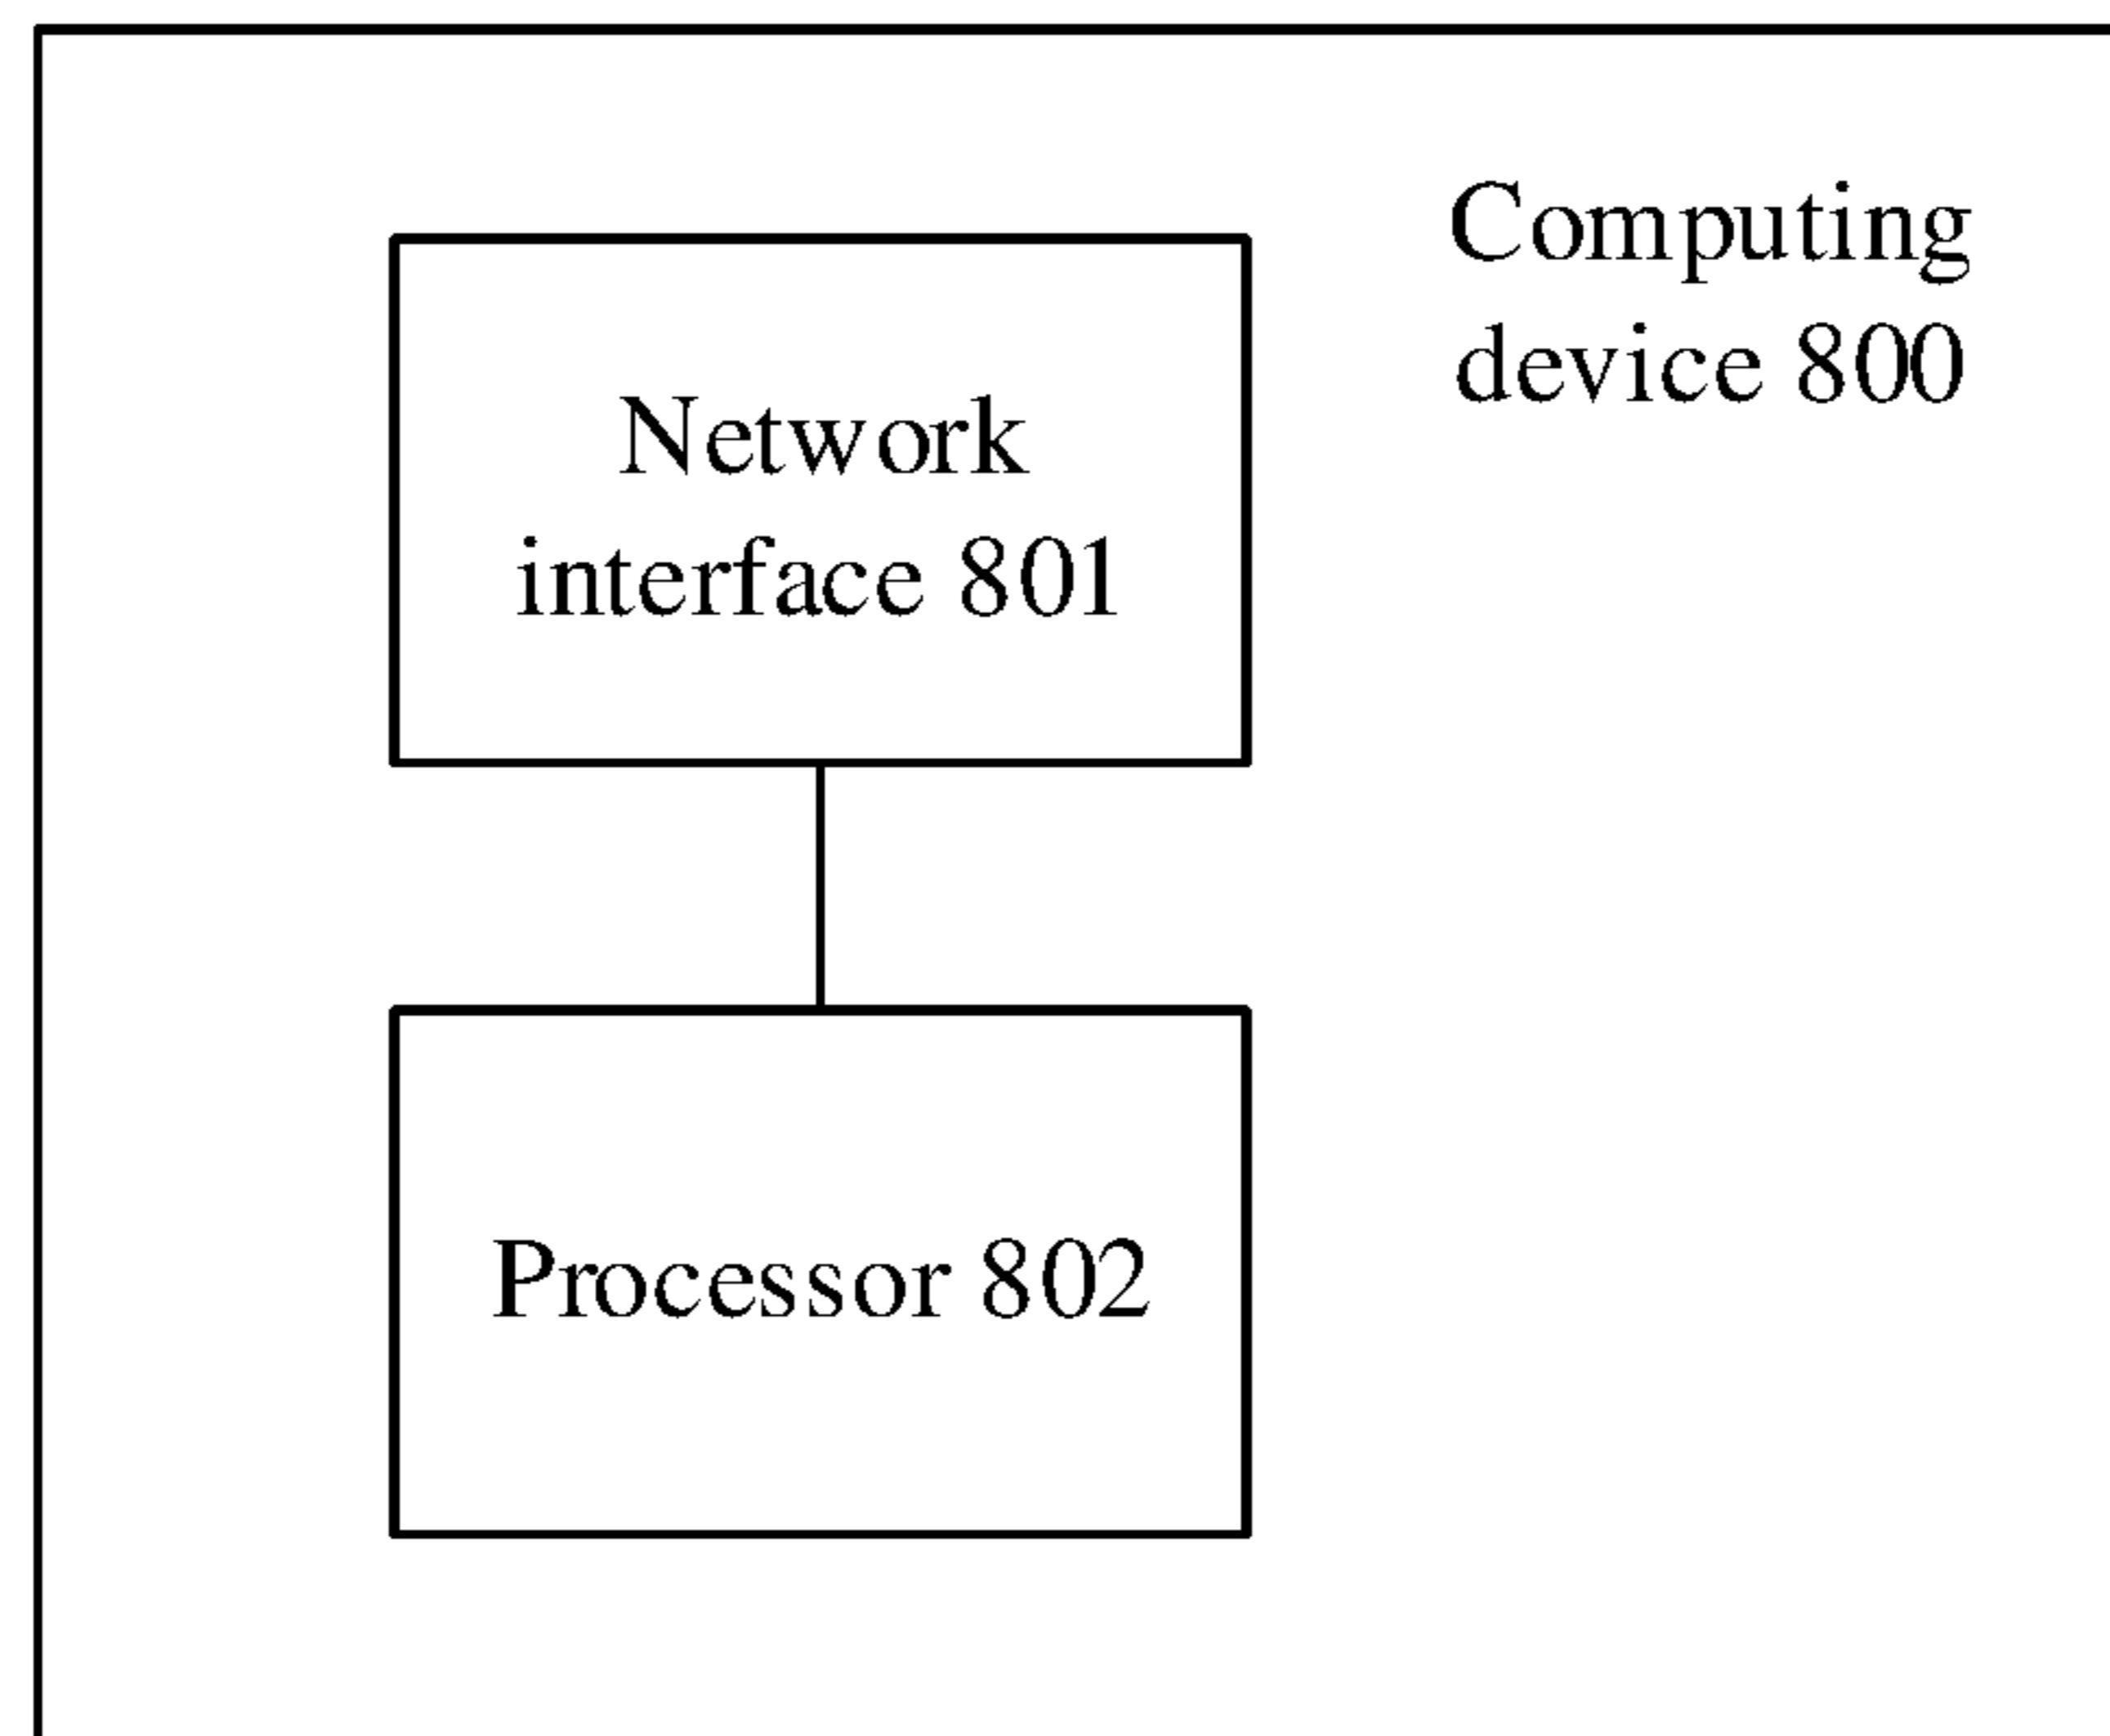 Computing
device 800
Network
interface 801
Processor 802